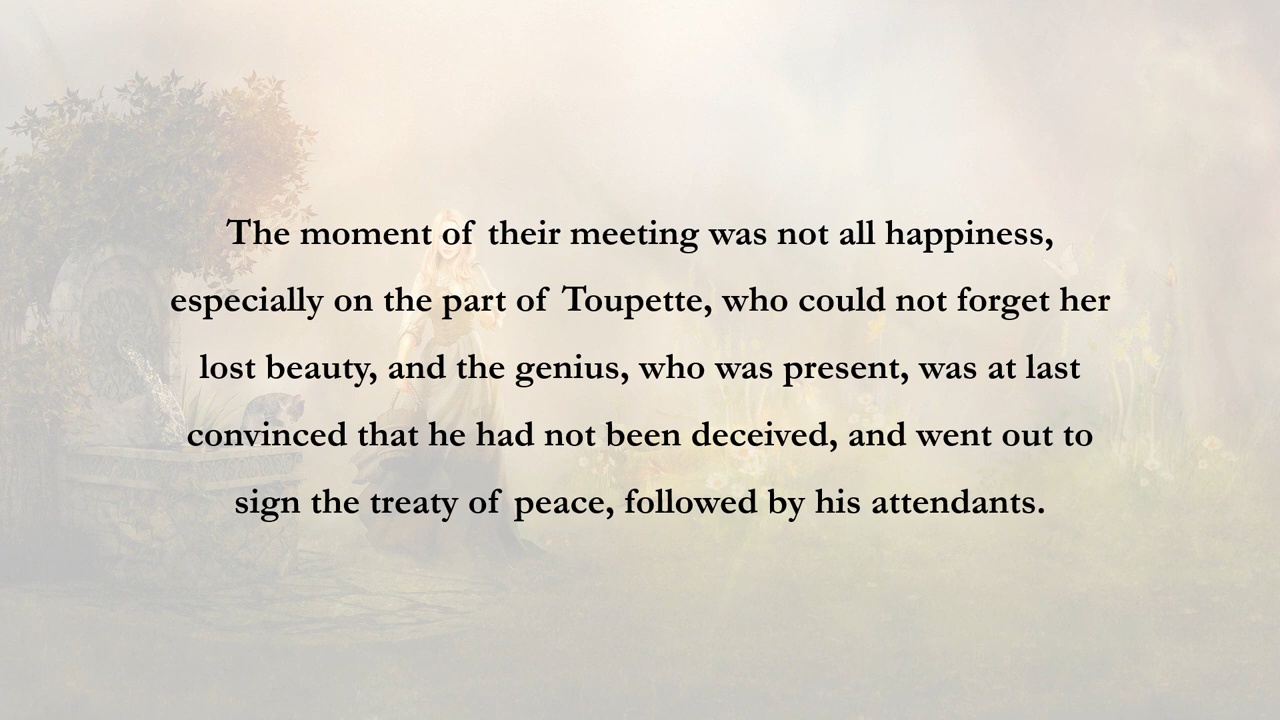 The moment of their meeting was not all happiness,
especially on the part of Toupette, who could not forget her
lost beauty, and the genius, who was present, was at last
convinced that he had not been deceived, and went out to
sign the treaty of peace, followed by his attendants.